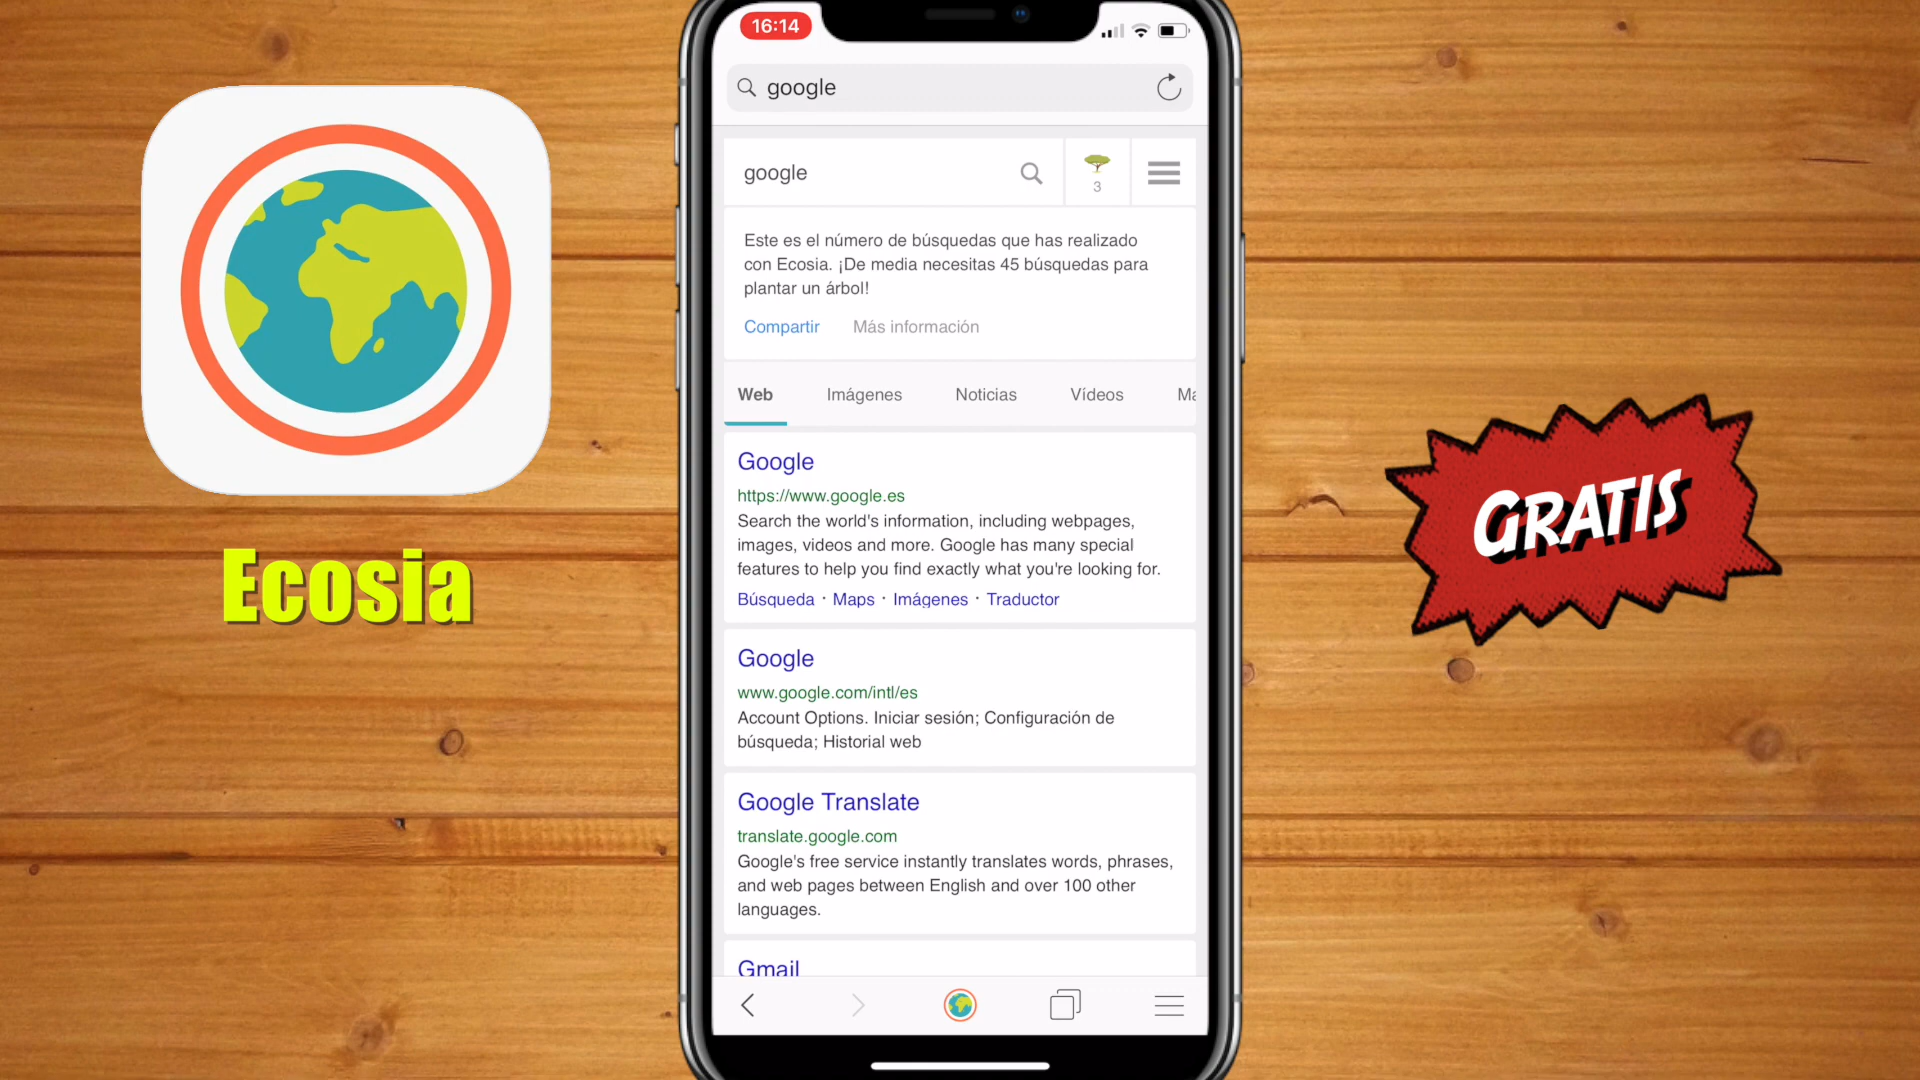 16:14
google
google
3
Este es el número de búsquedas que has realizado
con Ecosia. ¡De media necesitas 45 búsquedas para
plantar un árbol!
Compartir Más información
Web Imágenes Noticias Vídeos Ma
Google
https://www.google.es
Search the world's information, including webpages,
images, videos and more. Google has many special
features to help you find exactly what you're looking for.
Búsqueda · Maps · Imágenes · Traductor
Google
www.google.com/intl/es
Account Options. Iniciar sesión; Configuración de
búsqueda; Historial web
Google Translate
translate.google.com
Google's free service instantly translates words, phrases,
and web pages between English and over 100 other
languages.
Gmail
Ecosia
GRATIS